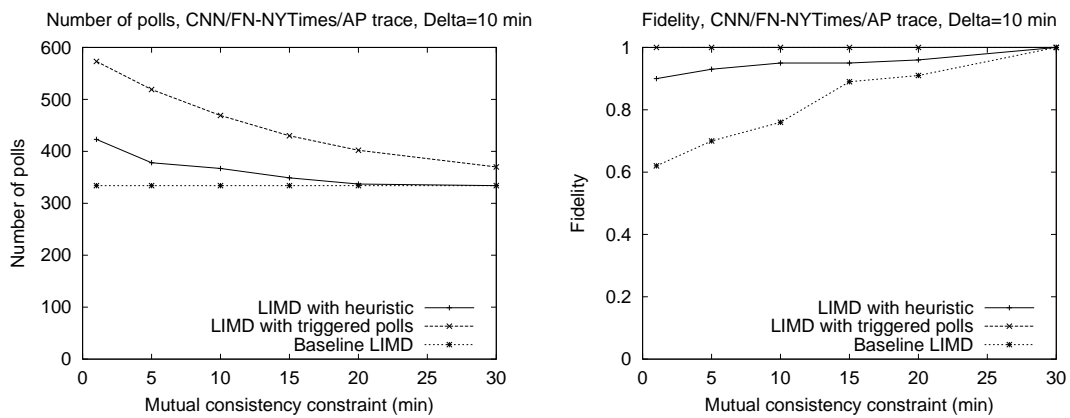 Number of polls, CNN/FN-NYTimes/AP trace, Delta=10 min
600
500
400
300
200
100
0
Number of polls
LIMD with heuristic
LIMD with triggered polls
Baseline LIMD
0 5 10 15 20 25 30
Mutual consistency constraint (min)
Fidelity, CNN/FN-NYTimes/AP trace, Delta=10 min
1
0.8
0.6
0.4
0.2
0
Fidelity
LIMD with heuristic
LIMD with triggered polls
Baseline LIMD
0 5 10 15 20 25 30
Mutual consistency constraint (min)